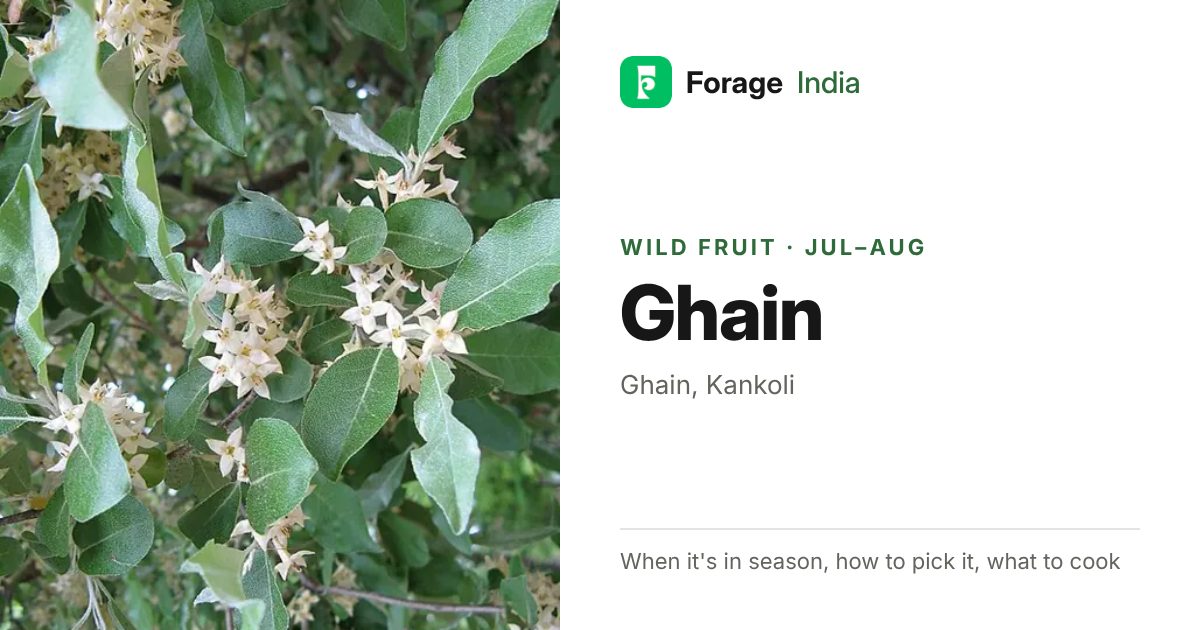 Forage India
WILD FRUIT · JUL–AUG
Ghain
Ghain, Kankoli
When it's in season, how to pick it, what to cook